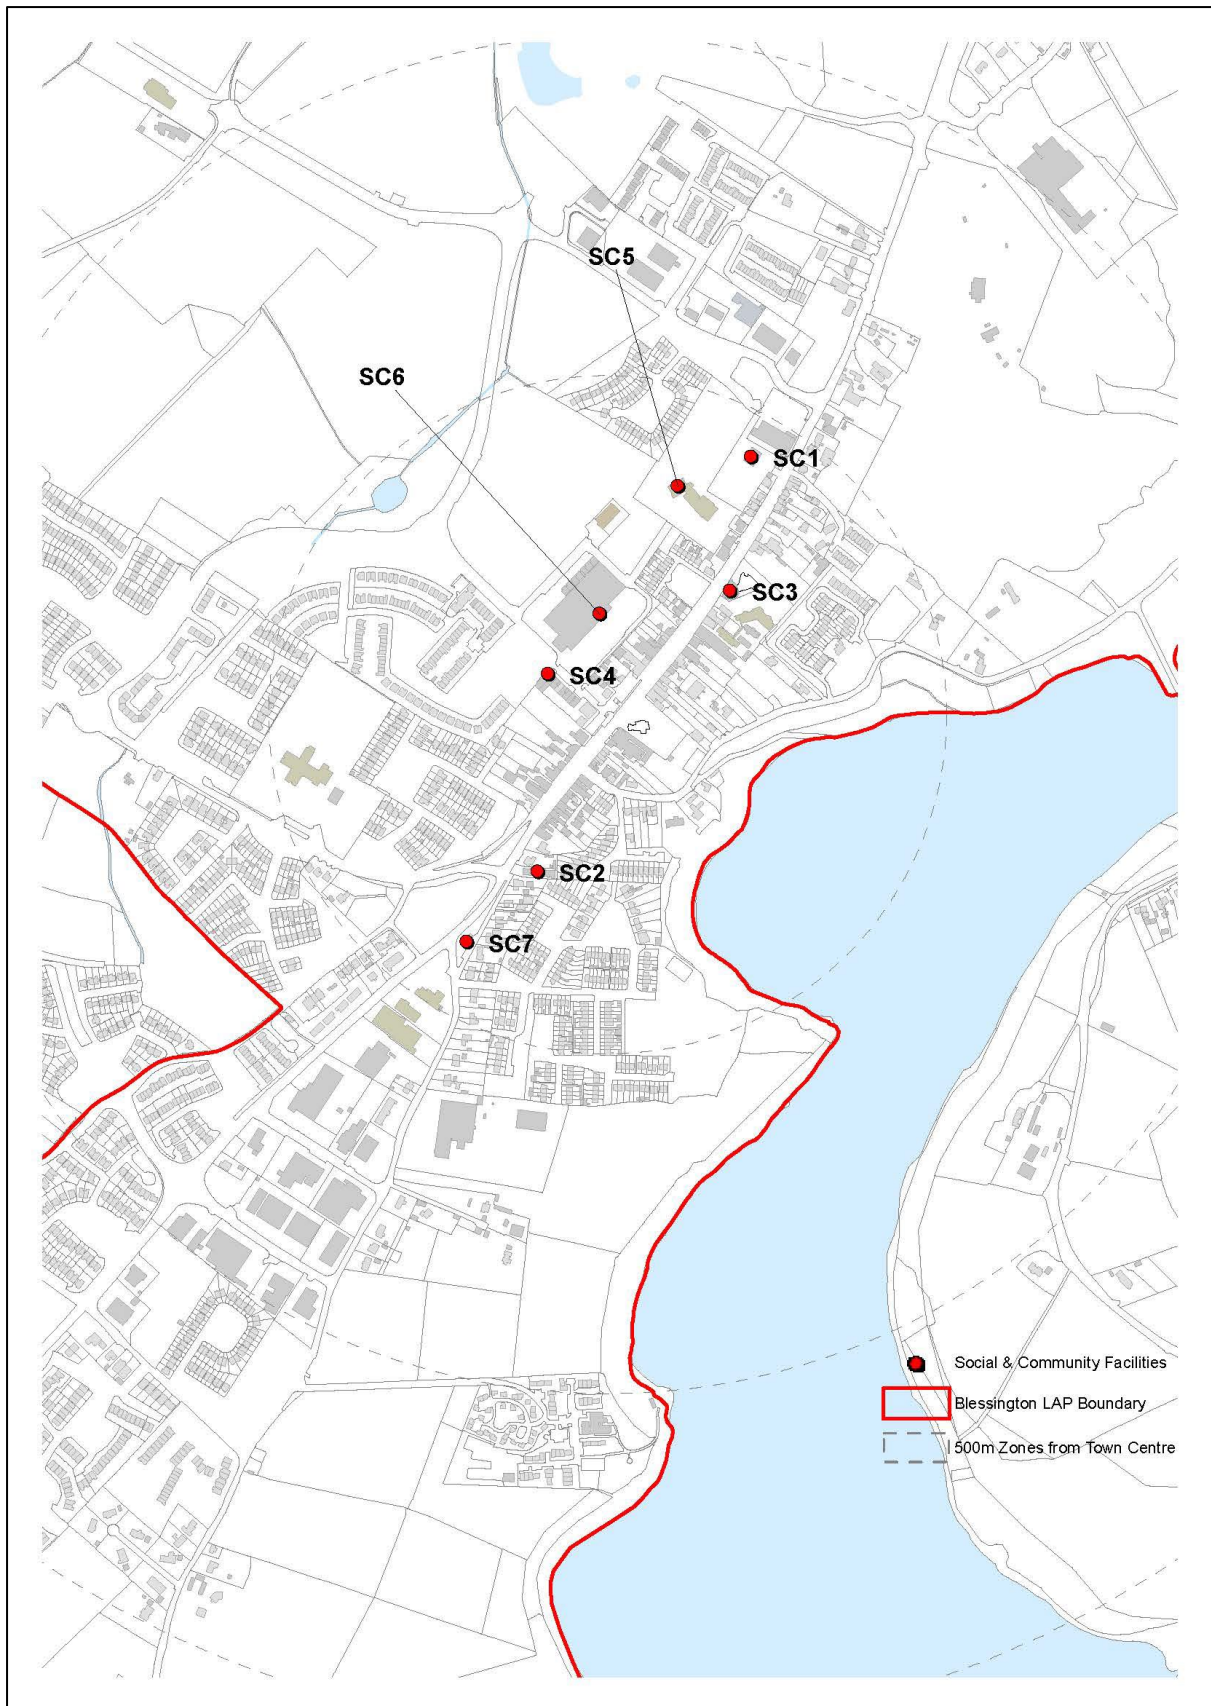 SC5
SC6
SC1
SC3
SC4
SC2
SC7
Social & Community Facilities
Blessington LAP Boundary
500m Zones from Town Centre